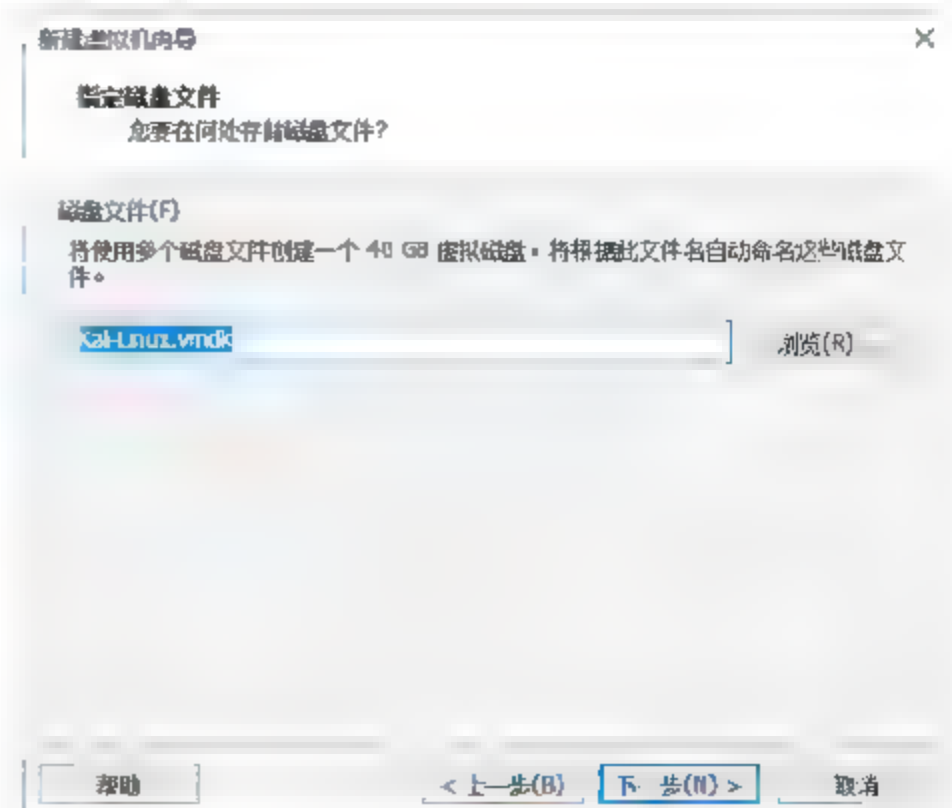 新建虚拟机向导
指定磁盘文件
您要在何处存储磁盘文件?
磁盘文件(F)
将使用多个磁盘文件创建一个 40 GB 虚拟磁盘。将根据此文件名自动命名这些磁盘文
件。
Kali-Linux.vmdk
浏览(R)
帮助
< 上一步(B)
下一步(N) >
取消